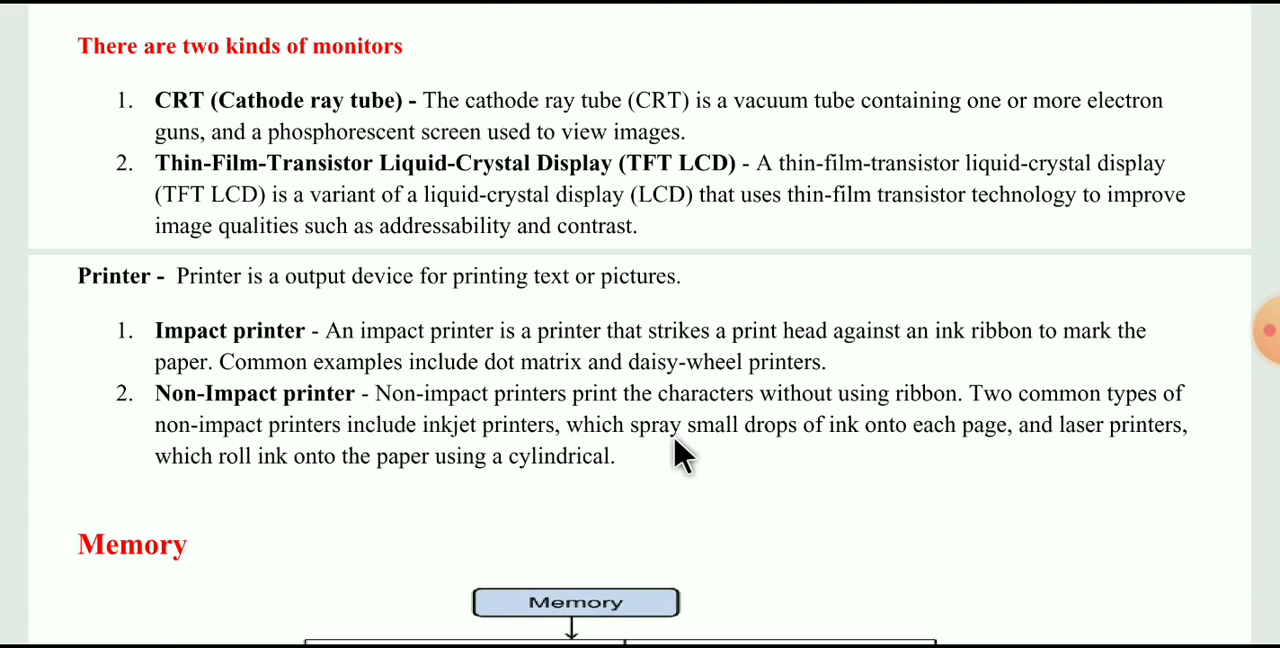 There are two kinds of monitors
1. CRT (Cathode ray tube) - The cathode ray tube (CRT) is a vacuum tube containing one or more electron
guns, and a phosphorescent screen used to view images.
2. Thin-Film-Transistor Liquid-Crystal Display (TFT LCD) - A thin-film-transistor liquid-crystal display
(TFT LCD) is a variant of a liquid-crystal display (LCD) that uses thin-film transistor technology to improve
image qualities such as addressability and contrast.
Printer - Printer is a output device for printing text or pictures.
1. Impact printer - An impact printer is a printer that strikes a print head against an ink ribbon to mark the
paper. Common examples include dot matrix and daisy-wheel printers.
2. Non-Impact printer - Non-impact printers print the characters without using ribbon. Two common types of
non-impact printers include inkjet printers, which spray small drops of ink onto each page, and laser printers,
which roll ink onto the paper using a cylindrical.
Memory
Memory